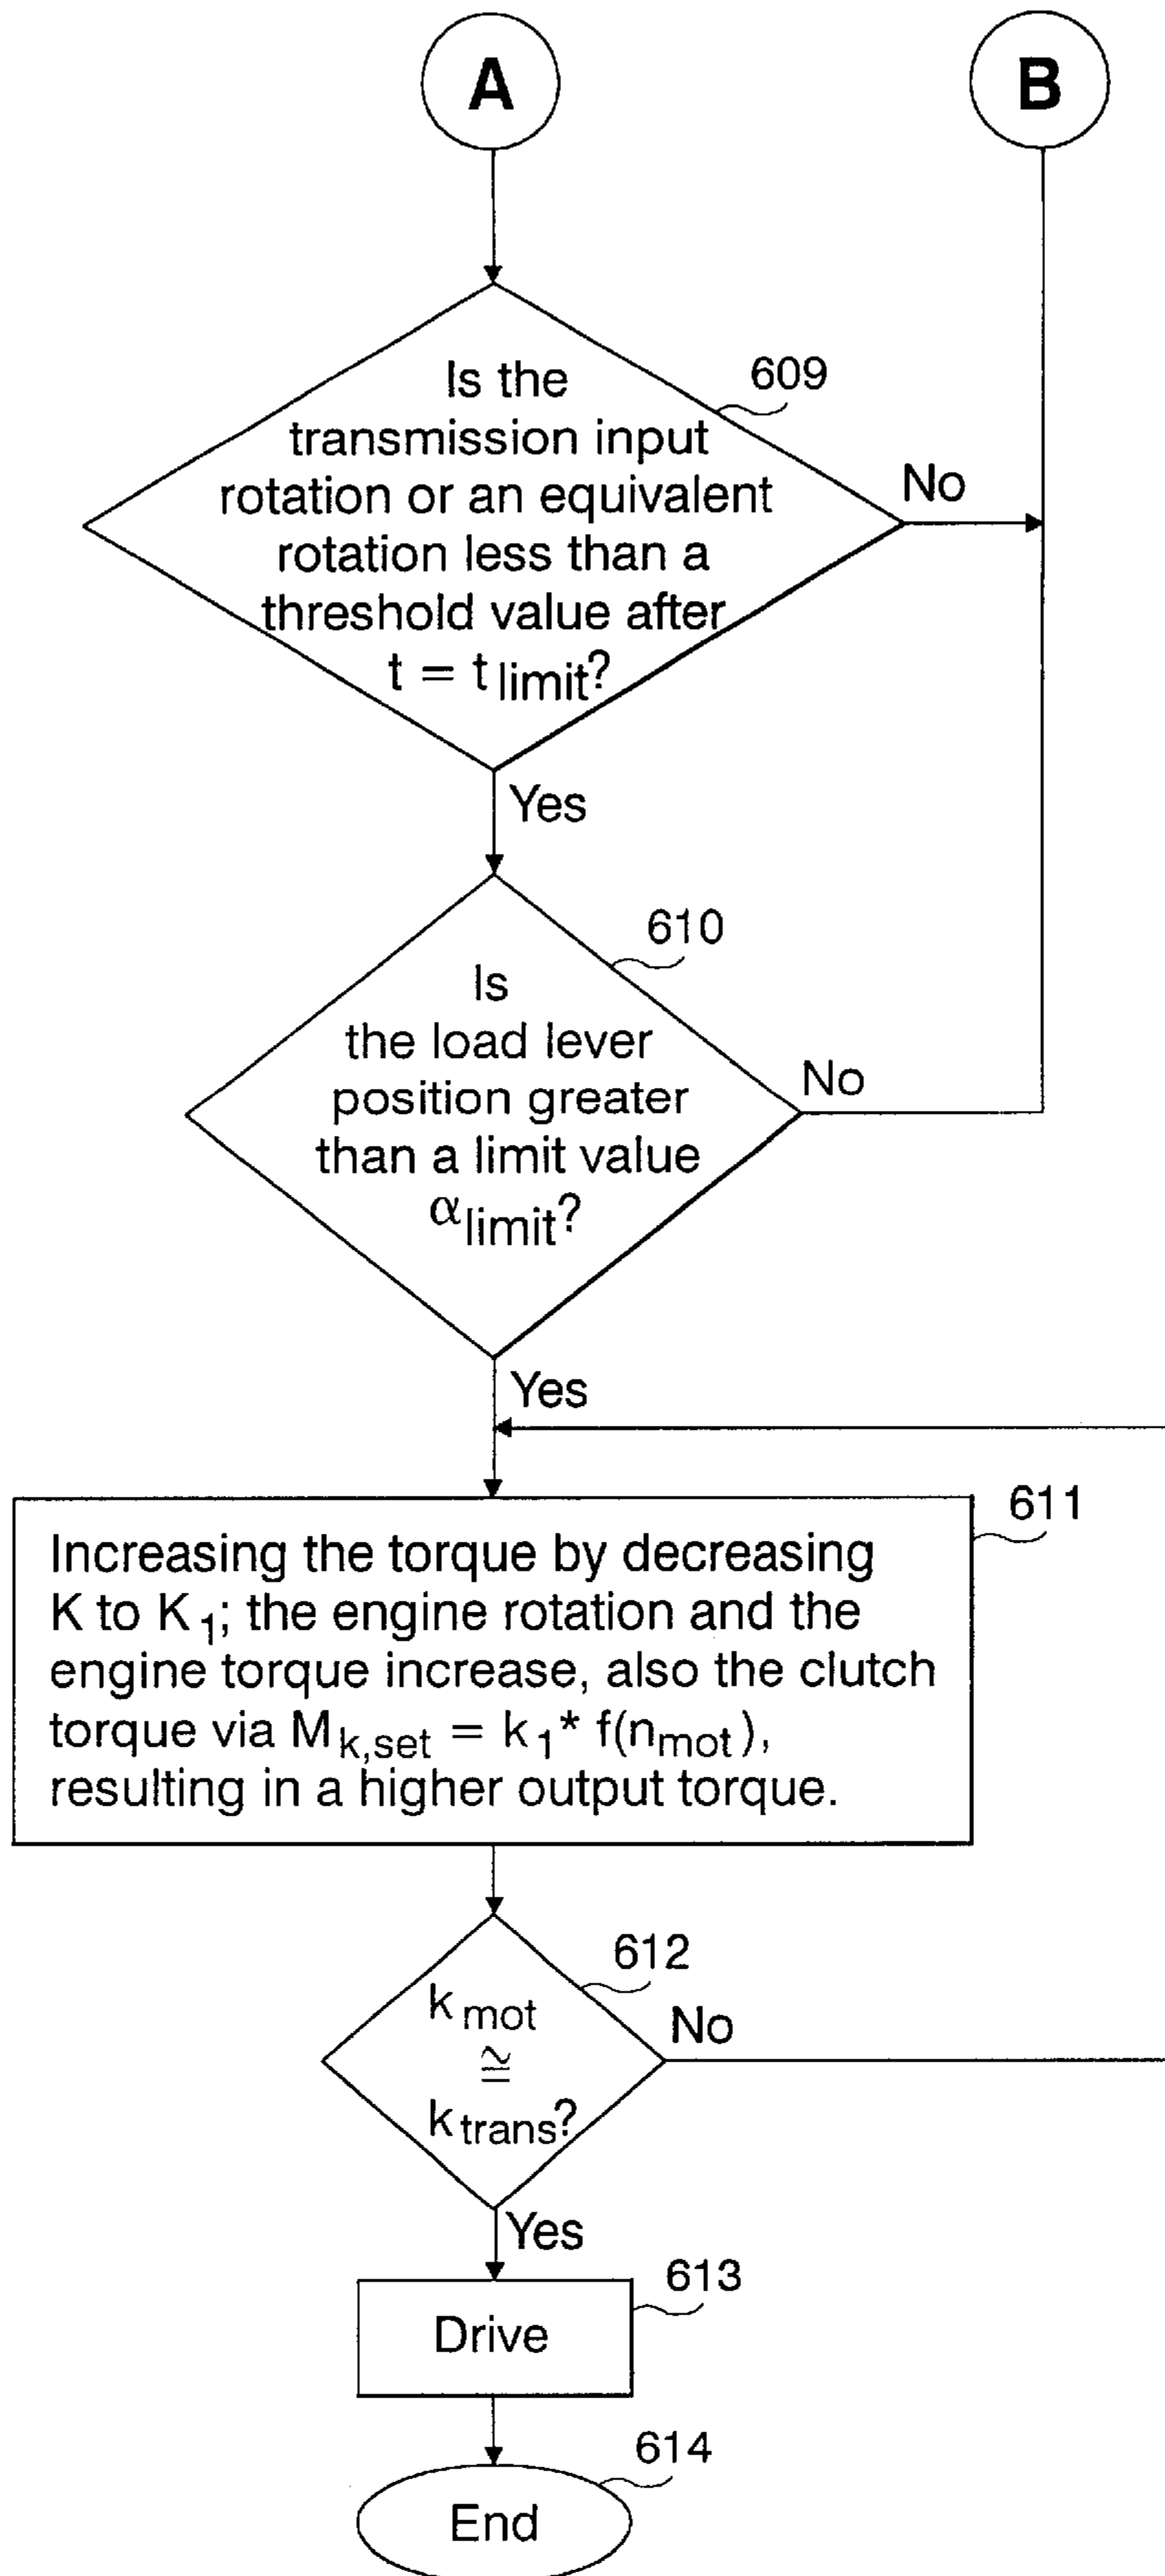 A
B
609
Is the
transmission input
rotation or an equivalent
rotation less than a
threshold value after
t = t limit?
No
Yes
610
Is
the load lever
position greater
than a limit value
α limit?
No
Yes
611
Increasing the torque by decreasing
K to K₁; the engine rotation and the
engine torque increase, also the clutch
torque via M k,set = k₁* f(n mot),
resulting in a higher output torque.
612
k mot
≅
k trans?
No
Yes
613
Drive
614
End